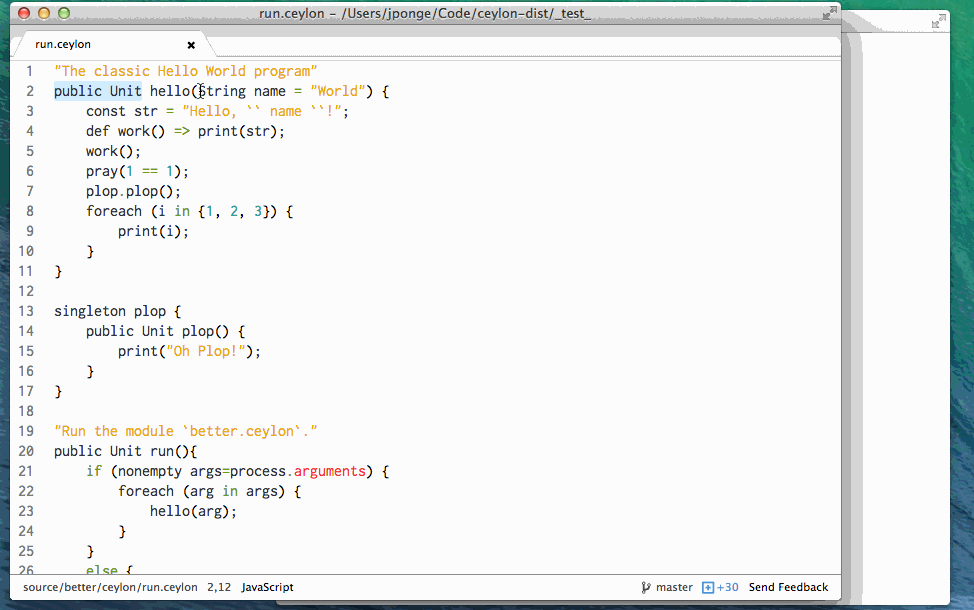 run.ceylon – /Users/jponge/Code/ceylon-dist/_test_
run.ceylon
1 "The classic Hello World program"
2 public Unit hello(String name = "World") {
3     const str = "Hello, `` name ``!";
4     def work() => print(str);
5     work();
6     pray(1 == 1);
7     plop.plop();
8     foreach (i in {1, 2, 3}) {
9         print(i);
10     }
11 }
12
13 singleton plop {
14     public Unit plop() {
15         print("Oh Plop!");
16     }
17 }
18
19 "Run the module `better.ceylon`."
20 public Unit run(){
21     if (nonempty args=process.arguments) {
22         foreach (arg in args) {
23             hello(arg);
24         }
25     }
26     else {
source/better/ceylon/run.ceylon 2,12 JavaScript master +30 Send Feedback